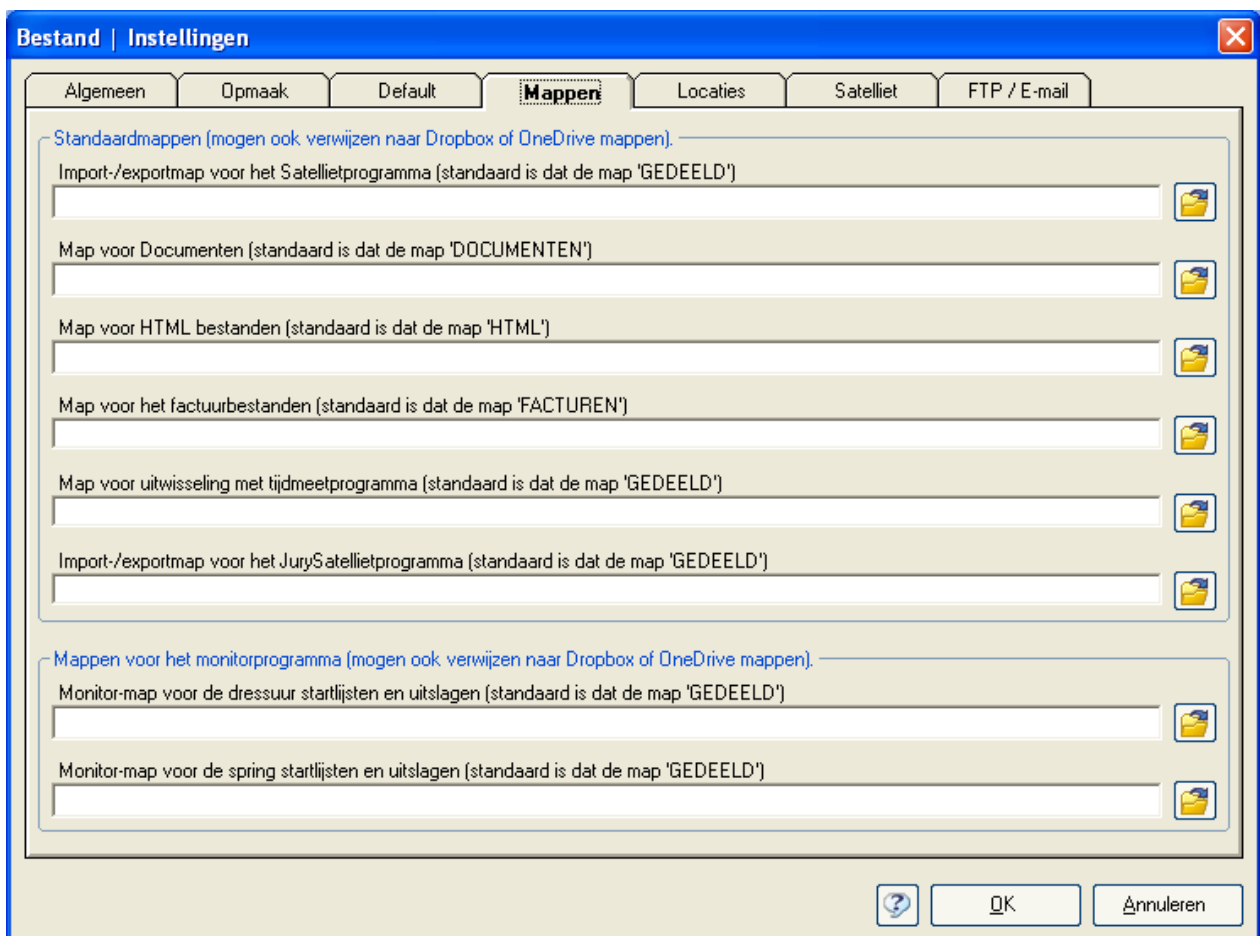 Bestand | Instellingen
Algemeen Opmaak Default Mappen Locaties Satelliet FTP / E-mail
Standaardmappen (mogen ook verwijzen naar Dropbox of OneDrive mappen).
Import-/exportmap voor het Satellietprogramma (standaard is dat de map 'GEDEELD')
Map voor Documenten (standaard is dat de map 'DOCUMENTEN')
Map voor HTML bestanden (standaard is dat de map 'HTML')
Map voor het factuurbestanden (standaard is dat de map 'FACTUREN')
Map voor uitwisseling met tijdmeetprogramma (standaard is dat de map 'GEDEELD')
Import-/exportmap voor het JurySatellietprogramma (standaard is dat de map 'GEDEELD')
Mappen voor het monitorprogramma (mogen ook verwijzen naar Dropbox of OneDrive mappen).
Monitor-map voor de dressuur startlijsten en uitslagen (standaard is dat de map 'GEDEELD')
Monitor-map voor de spring startlijsten en uitslagen (standaard is dat de map 'GEDEELD')
OK Annuleren